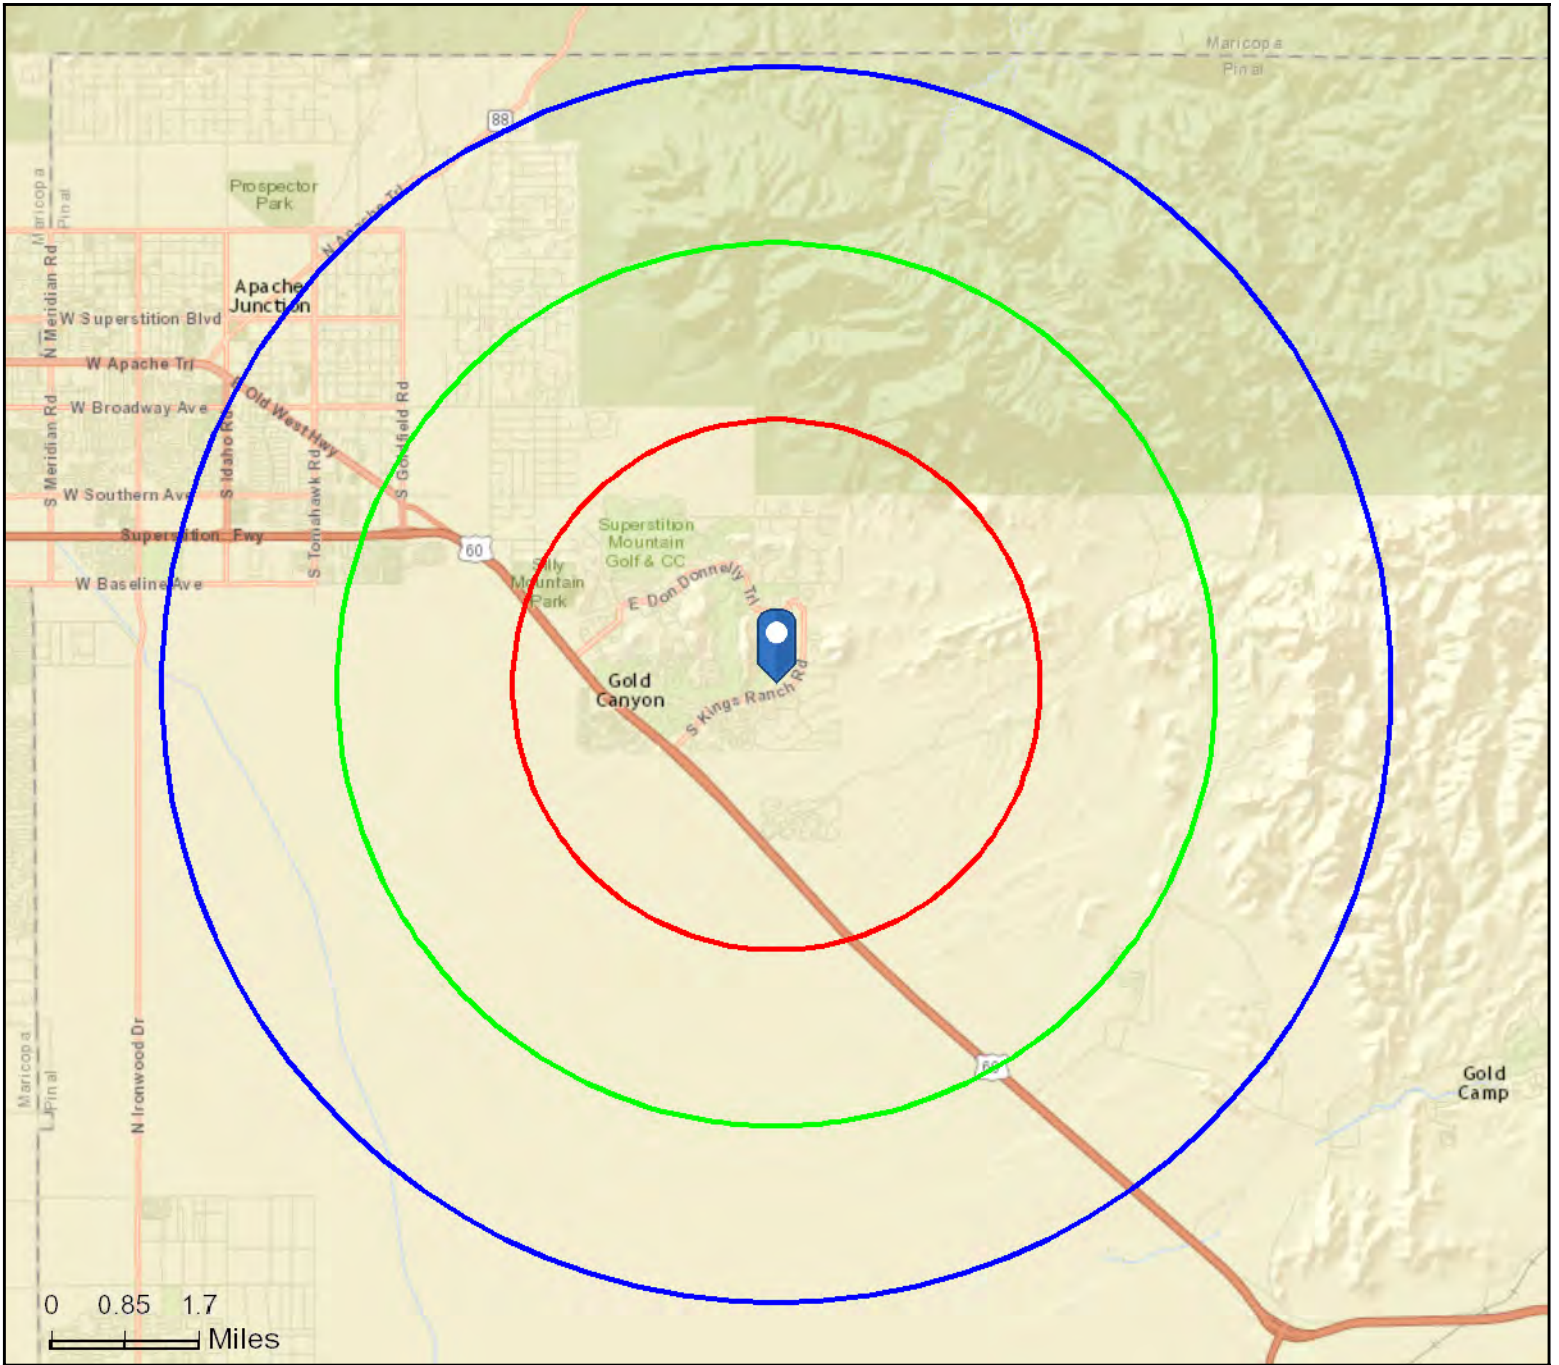 Maricopa
Pinal
88
Maricopa
Pinal
Prospector
Park
N Apache Trl
N Meridian Rd
Apache
Junction
W Superstition Blvd
W Apache Trl
E Old West Hwy
W Broadway Ave
S Meridian Rd
S Idaho Rd
S Goldfield Rd
S Tomahawk Rd
W Southern Ave
Superstition Fwy
60
Superstition
Mountain
Golf & CC
Silly
Mountain
Park
W Baseline Ave
E Don Donnelly Trl
Gold
Canyon
S Kings Ranch Rd
N Ironwood Dr
Maricopa
Pinal
60
Gold
Camp
0 0.85 1.7
Miles